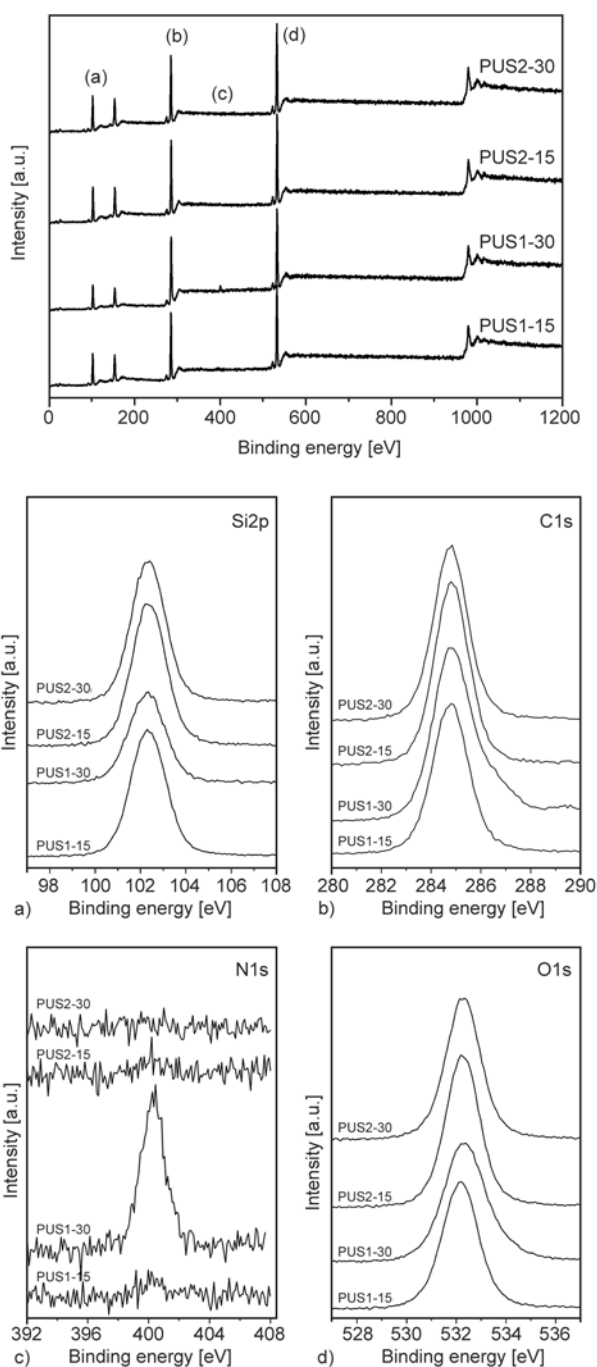 (a)
(b)
(c)
(d)
PUS2-30
PUS2-15
PUS1-30
PUS1-15
Intensity [a.u.]
0 200 400 600 800 1000 1200
Binding energy [eV]
Si2p
PUS2-30
PUS2-15
PUS1-30
PUS1-15
Intensity [a.u.]
98 100 102 104 106 108
a) Binding energy [eV]
C1s
PUS2-30
PUS2-15
PUS1-30
PUS1-15
Intensity [a.u.]
280 282 284 286 288 290
b) Binding energy [eV]
N1s
PUS2-30
PUS2-15
PUS1-30
PUS1-15
Intensity [a.u.]
392 396 400 404 408
c) Binding energy [eV]
O1s
PUS2-30
PUS2-15
PUS1-30
PUS1-15
Intensity [a.u.]
528 530 532 534 536
d) Binding energy [eV]